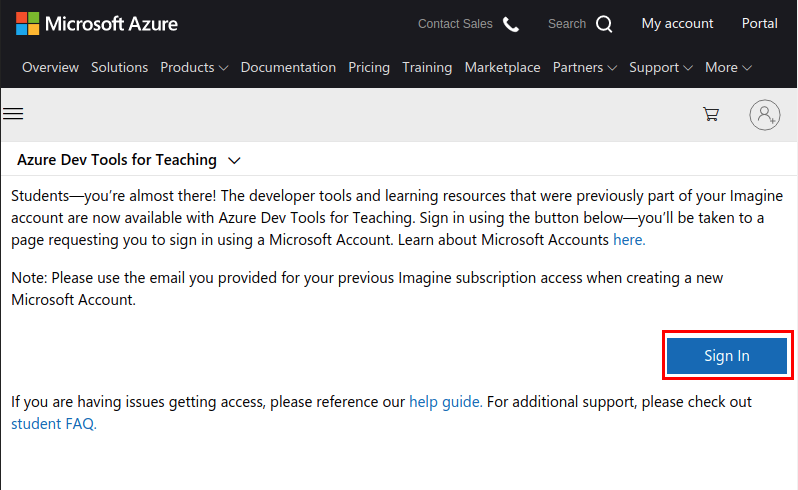 Microsoft Azure
Contact Sales Search My account Portal
Overview Solutions Products Documentation Pricing Training Marketplace Partners Support More
Azure Dev Tools for Teaching
Students—you’re almost there! The developer tools and learning resources that were previously part of your Imagine
account are now available with Azure Dev Tools for Teaching. Sign in using the button below—you’ll be taken to a
page requesting you to sign in using a Microsoft Account. Learn about Microsoft Accounts here.
Note: Please use the email you provided for your previous Imagine subscription access when creating a new
Microsoft Account.
Sign In
If you are having issues getting access, please reference our help guide. For additional support, please check out
student FAQ.